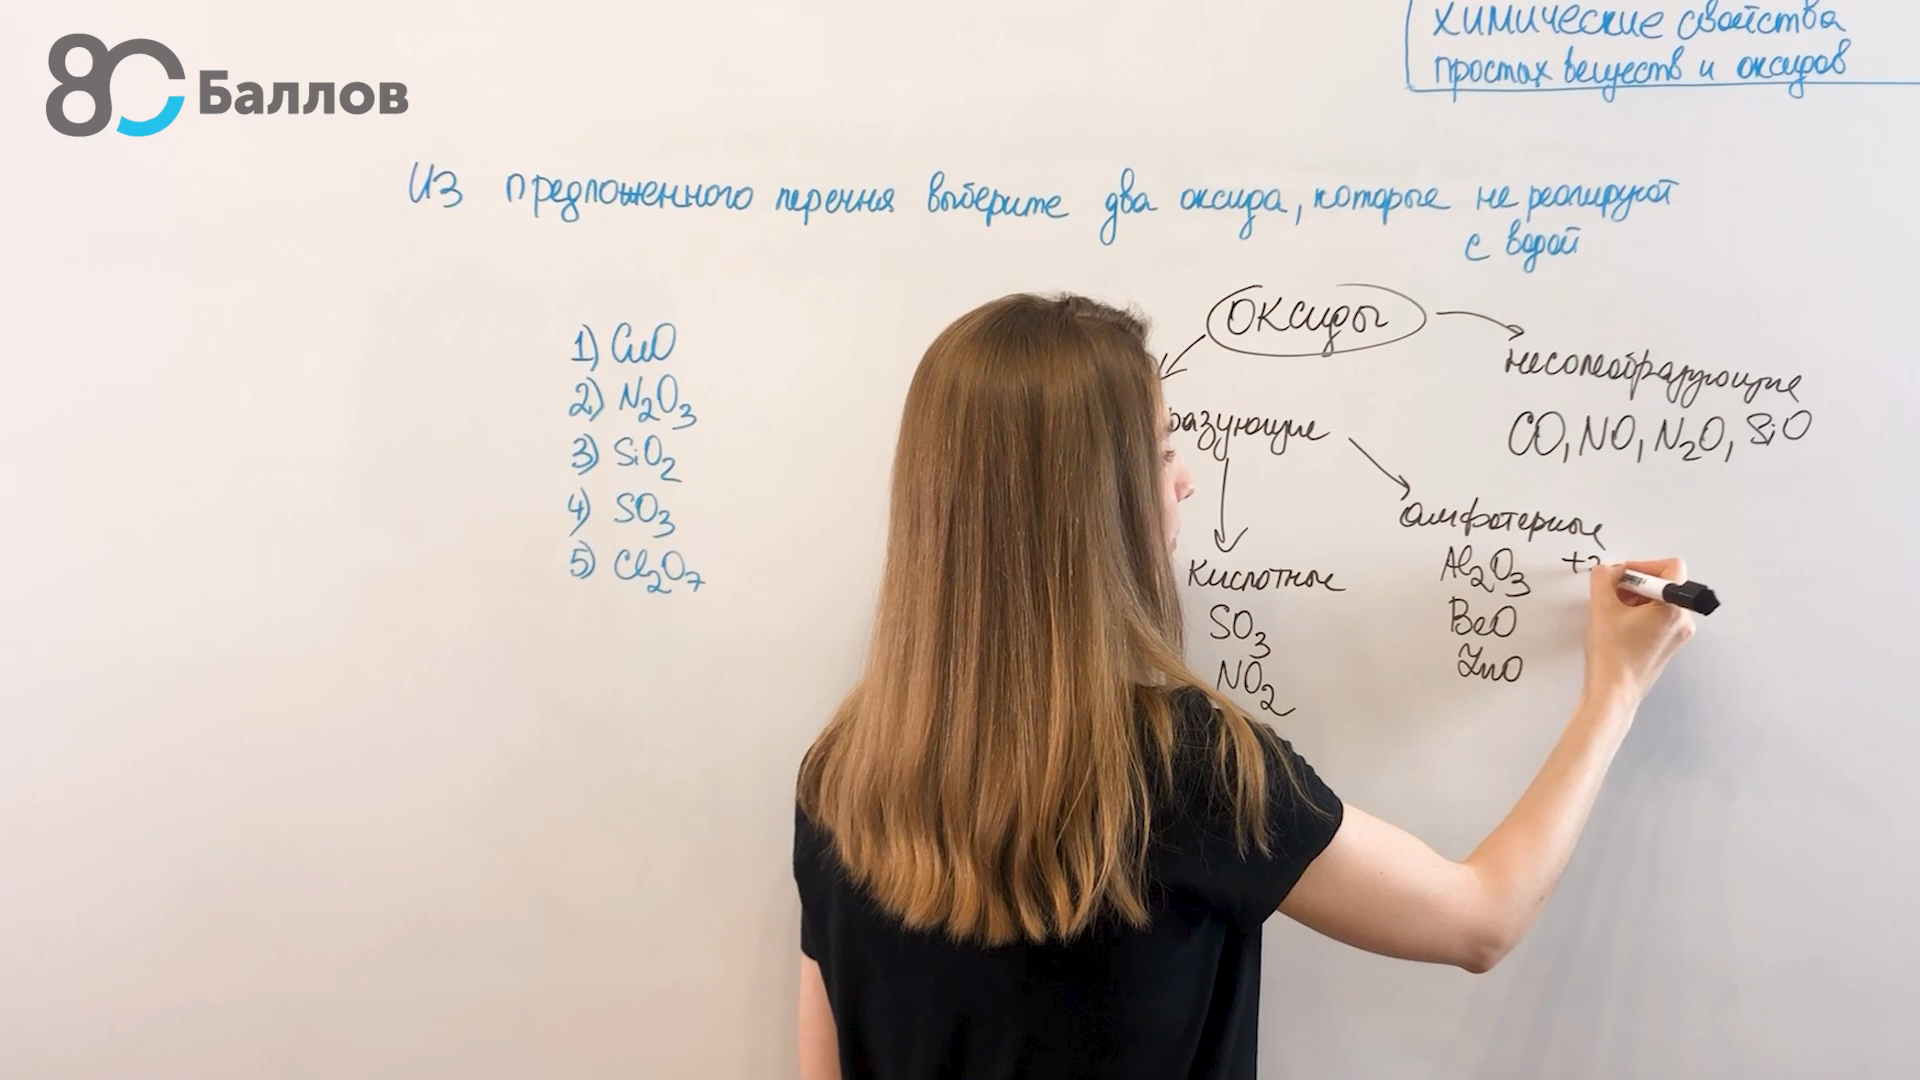 80 Баллов
химические свойства
простых веществ и оксидов
Из предложенного перечня выберите два оксида, которые не реагируют
с водой
1) CuO
2) N₂O₃
3) SiO₂
4) SO₃
5) Cl₂O₇
оксиды
несолеобразующие
CO, NO, N₂O, SiO
разующие
амфотерные
Al₂O₃
BeO
ZnO
кислотные
SO₃
NO₂